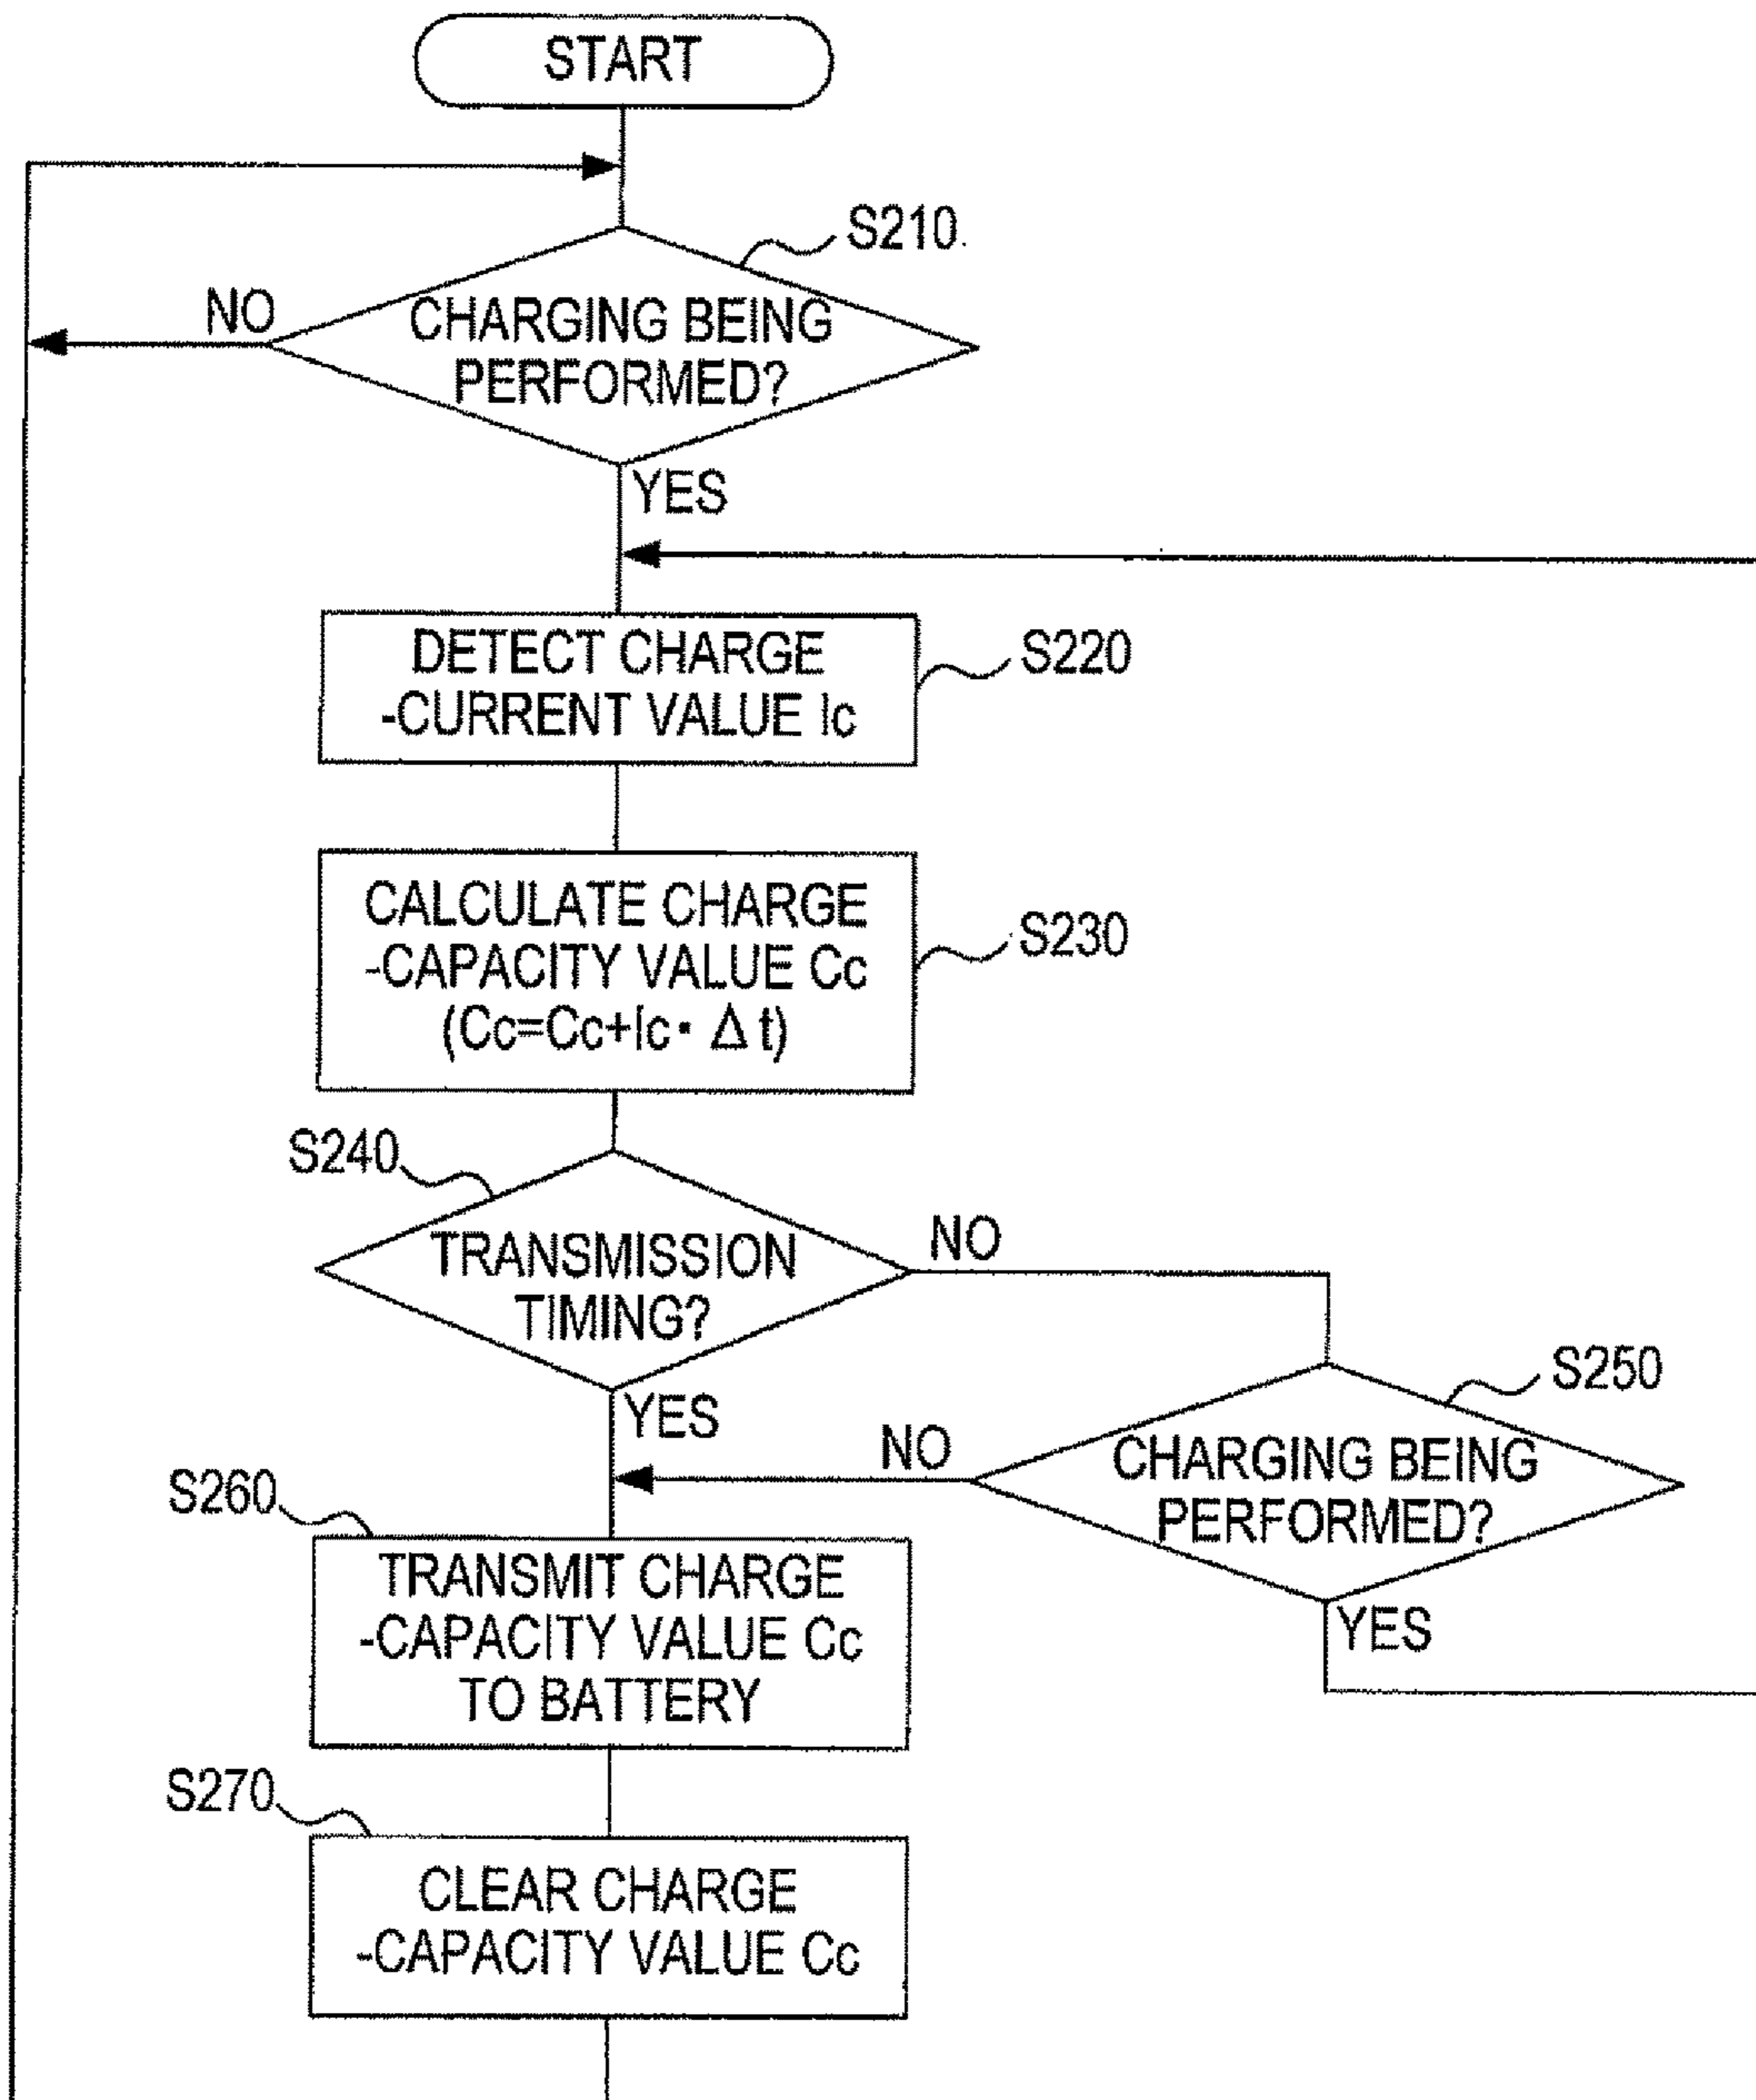 START
S210
CHARGING BEING
PERFORMED?
NO
YES
DETECT CHARGE
-CURRENT VALUE Ic
S220
CALCULATE CHARGE
-CAPACITY VALUE Cc
(Cc=Cc+Ic・Δt)
S230
S240
TRANSMISSION
TIMING?
NO
YES
S250
CHARGING BEING
PERFORMED?
NO
YES
S260
TRANSMIT CHARGE
-CAPACITY VALUE Cc
TO BATTERY
S270
CLEAR CHARGE
-CAPACITY VALUE Cc